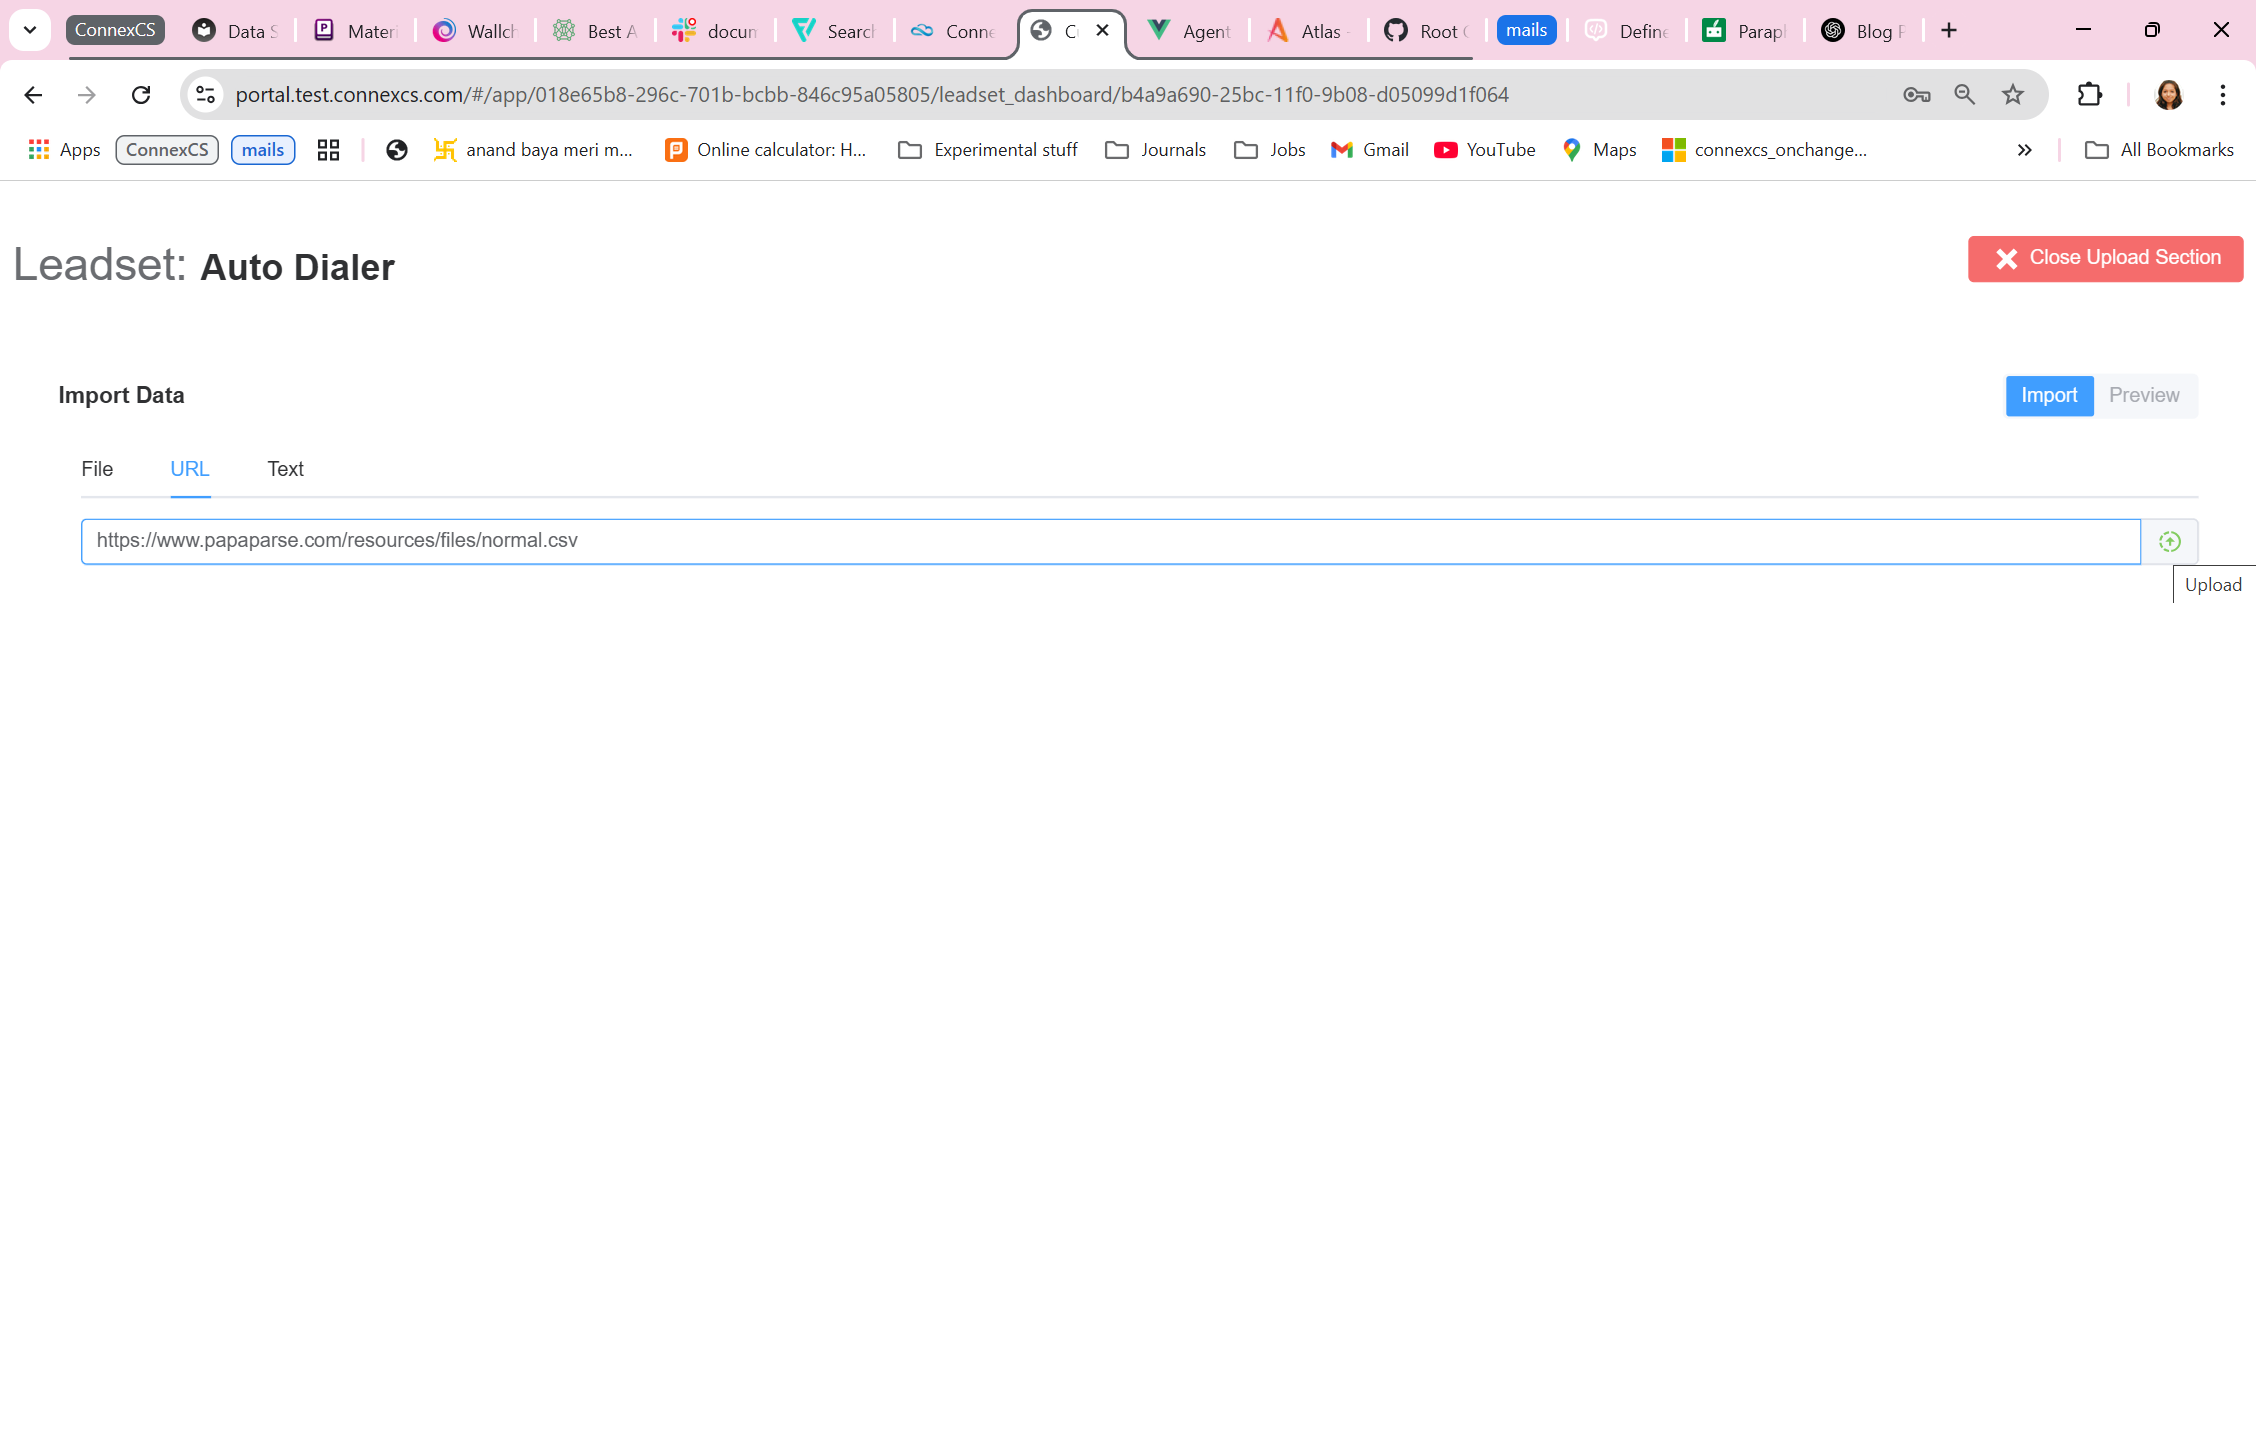 ConnexCS Data S Materi Wallch Best A docum Search Conne C Agent Atlas - Root mails Define Parap Blog P
portal.test.connexcs.com/#/app/018e65b8-296c-701b-bcbb-846c95a05805/leadset_dashboard/b4a9a690-25bc-11f0-9b08-d05099d1f064
Apps ConnexCS mails anand baya meri m... Online calculator: H... Experimental stuff Journals Jobs Gmail YouTube Maps connexcs_onchange... » All Bookmarks
Leadset: Auto Dialer
Close Upload Section
Import Data
Import Preview
File URL Text
https://www.papaparse.com/resources/files/normal.csv
Upload